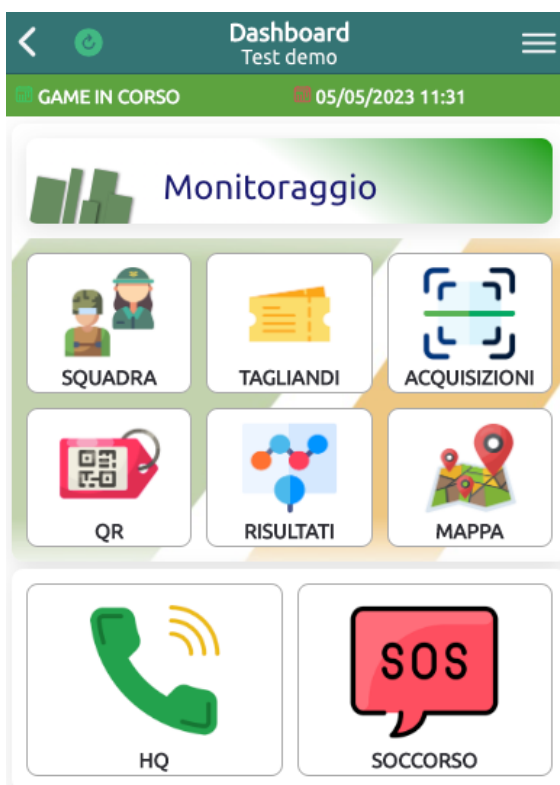 Dashboard
Test demo
GAME IN CORSO 05/05/2023 11:31
Monitoraggio
SQUADRA TAGLIANDI ACQUISIZIONI
QR RISULTATI MAPPA
SOS
HQ SOCCORSO